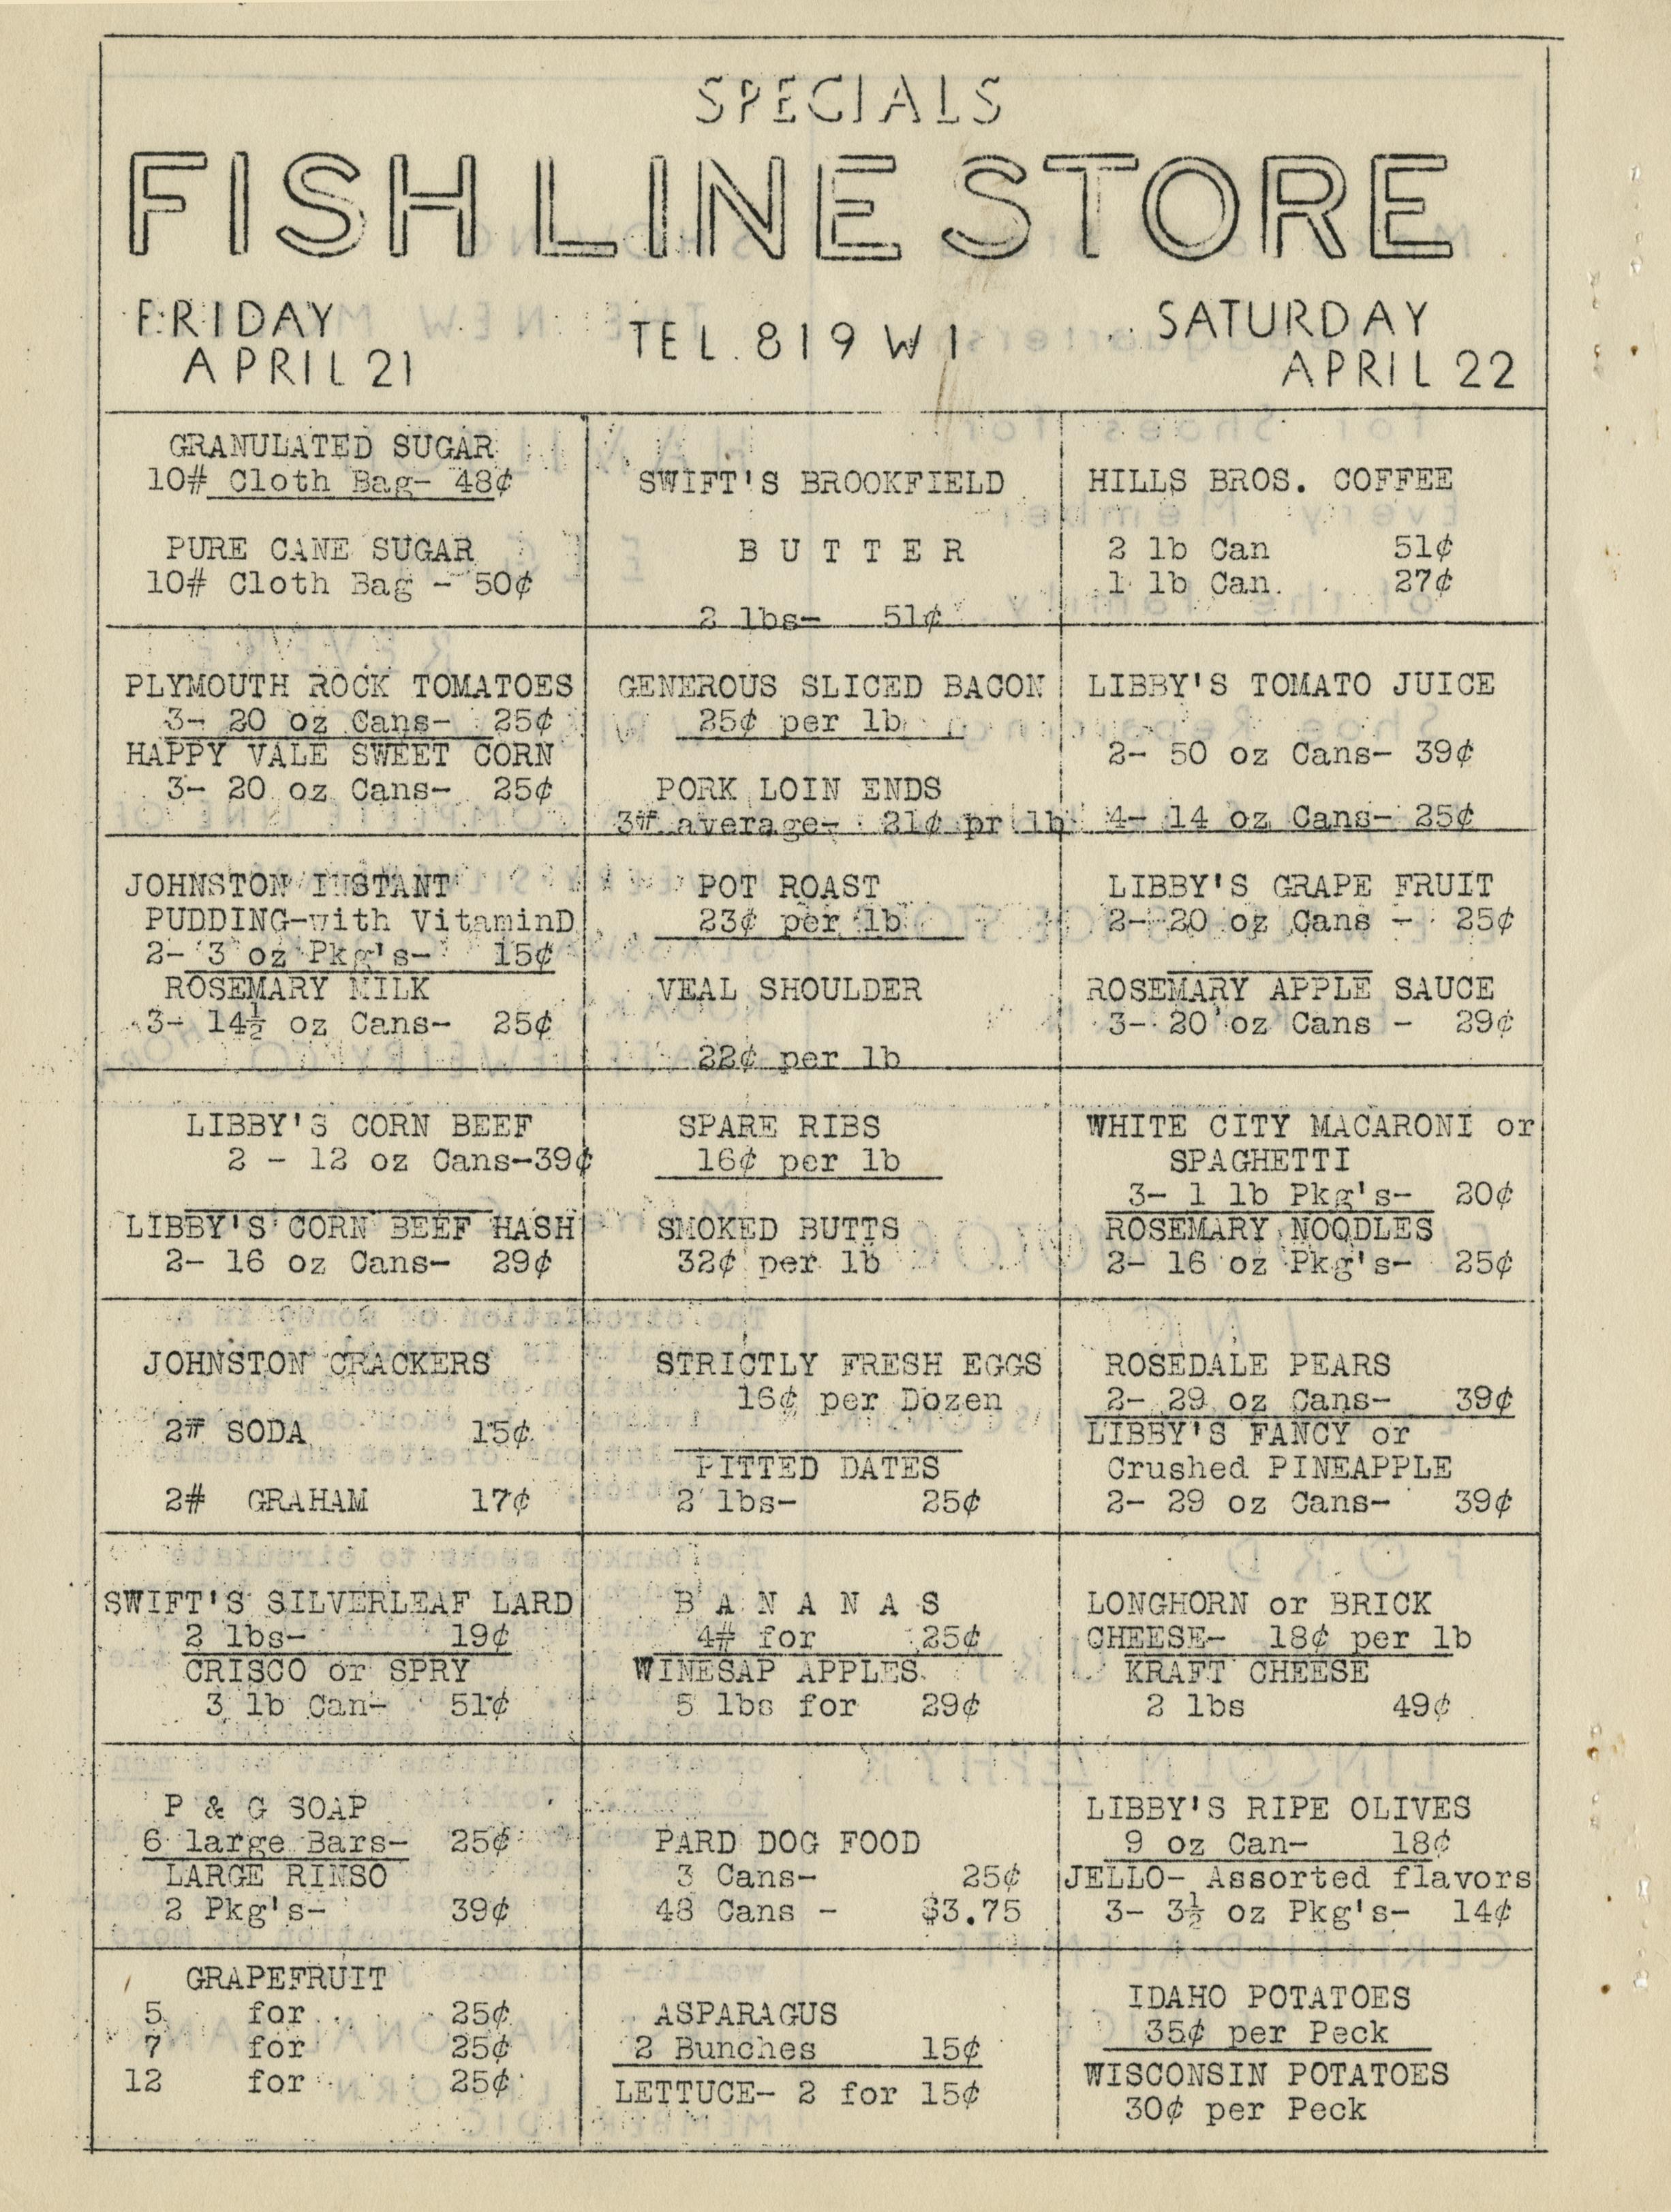 SPECIALS
FISH LINE STORE
FRIDAY
APRIL 21
TEL. 819 W 1
SATURDAY
APRIL 22
GRANULATED SUGAR
10# Cloth Bag- 48¢
PURE CANE SUGAR
10# Cloth Bag - 50¢
SWIFT'S BROOKFIELD
B U T T E R
2 lbs- 51¢
HILLS BROS. COFFEE
2 lb Can 51¢
1 lb Can. 27¢
PLYMOUTH ROCK TOMATOES
3- 20 oz Cans- 25¢
HAPPY VALE SWEET CORN
3- 20 oz Cans- 25¢
GENEROUS SLICED BACON
25¢ per lb
PORK LOIN ENDS
3# average- 21¢ pr lb
LIBBY'S TOMATO JUICE
2- 50 oz Cans- 39¢
4- 14 oz Cans- 25¢
JOHNSTON INSTANT
PUDDING-with VitaminD
2- 3 oz Pkg's- 15¢
ROSEMARY MILK
3- 14½ oz Cans- 25¢
POT ROAST
23¢ per lb
VEAL SHOULDER
22¢ per lb
LIBBY'S GRAPE FRUIT
2- 20 oz Cans - 25¢
ROSEMARY APPLE SAUCE
3- 20 oz Cans - 29¢
LIBBY'S CORN BEEF
2 - 12 oz Cans-39¢
LIBBY'S CORN BEEF HASH
2- 16 oz Cans- 29¢
SPARE RIBS
16¢ per lb
SMOKED BUTTS
32¢ per lb
WHITE CITY MACARONI or
SPAGHETTI
3- 1 lb Pkg's- 20¢
ROSEMARY NOODLES
2- 16 oz Pkg's- 25¢
JOHNSTON CRACKERS
2# SODA 15¢
2# GRAHAM 17¢
STRICTLY FRESH EGGS
16¢ per Dozen
PITTED DATES
2 lbs- 25¢
ROSEDALE PEARS
2- 29 oz Cans- 39¢
LIBBY'S FANCY or
Crushed PINEAPPLE
2- 29 oz Cans- 39¢
SWIFT'S SILVERLEAF LARD
2 lbs- 19¢
CRISCO or SPRY
3 lb Can- 51¢
B A N A N A S
4# for 25¢
WINESAP APPLES
5 lbs for 29¢
LONGHORN or BRICK
CHEESE- 18¢ per lb
KRAFT CHEESE
2 lbs 49¢
P & G SOAP
6 large Bars- 25¢
LARGE RINSO
2 Pkg's- 39¢
PARD DOG FOOD
3 Cans- 25¢
48 Cans - $3.75
LIBBY'S RIPE OLIVES
9 oz Can- 18¢
JELLO- Assorted flavors
3- 3½ oz Pkg's- 14¢
GRAPEFRUIT
5 for 25¢
7 for 25¢
12 for 25¢
ASPARAGUS
2 Bunches 15¢
LETTUCE- 2 for 15¢
IDAHO POTATOES
35¢ per Peck
WISCONSIN POTATOES
30¢ per Peck